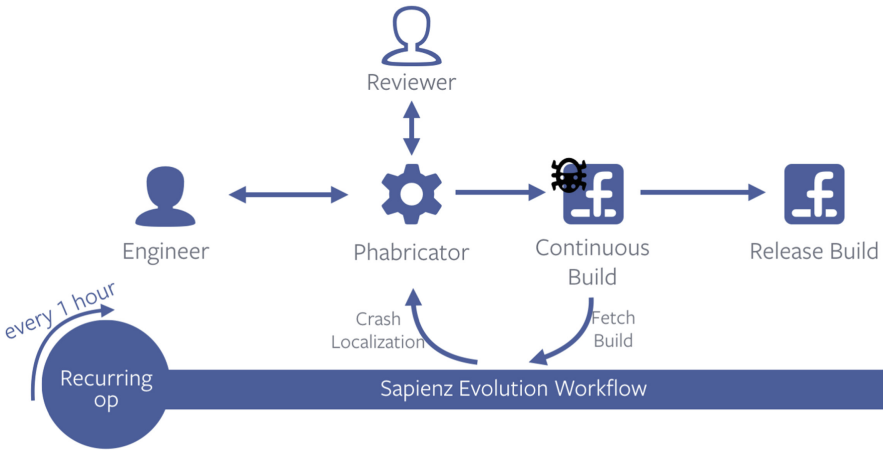 Reviewer
Engineer
Phabricator
Continuous
Build
Release Build
every 1 hour
Crash
Localization
Fetch
Build
Recurring
op
Sapienz Evolution Workflow